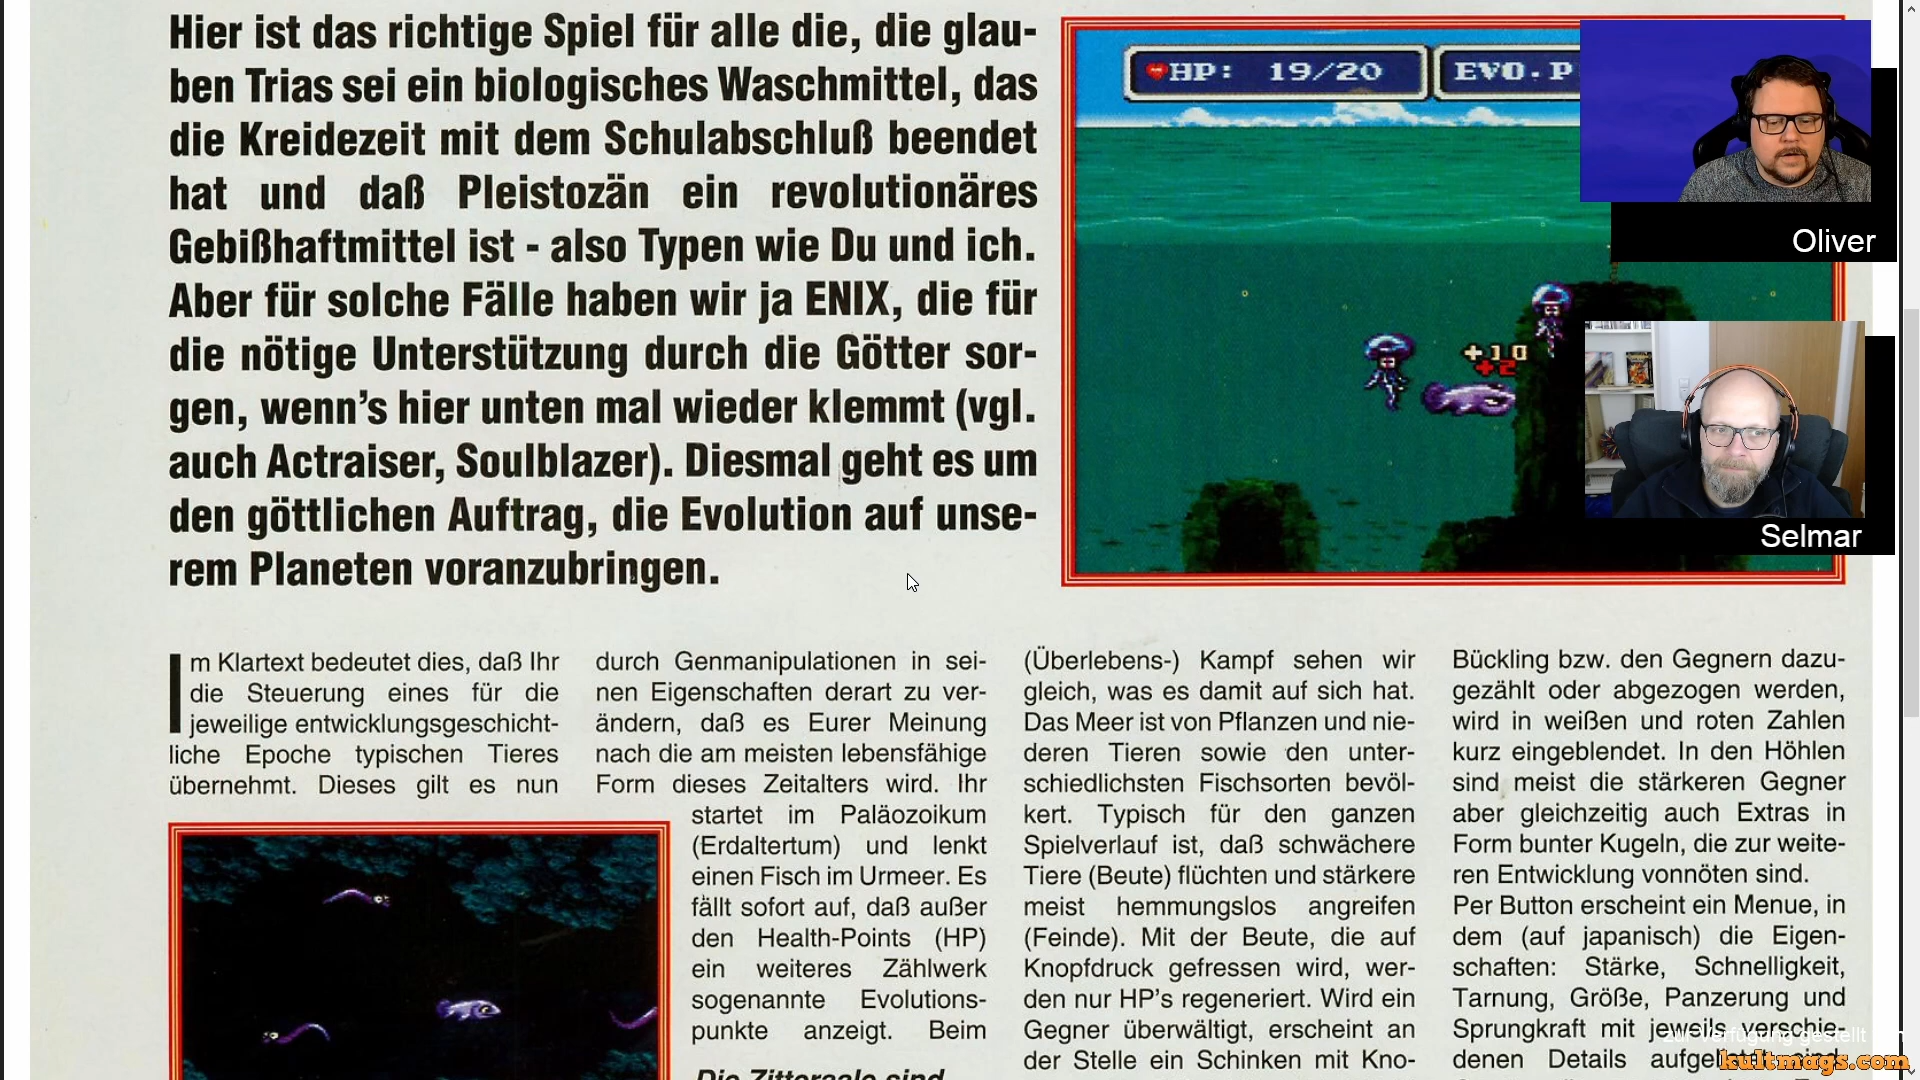 Hier ist das richtige Spiel für alle die, die glau-
ben Trias sei ein biologisches Waschmittel, das
die Kreidezeit mit dem Schulabschluß beendet
hat und daß Pleistozän ein revolutionäres
Gebißhaftmittel ist - also Typen wie Du und ich.
Aber für solche Fälle haben wir ja ENIX, die für
die nötige Unterstützung durch die Götter sor-
gen, wenn's hier unten mal wieder klemmt (vgl.
auch Actraiser, Soulblazer). Diesmal geht es um
den göttlichen Auftrag, die Evolution auf unse-
rem Planeten voranzubringen.
HP: 19/20
EVO.P
+10
+2
Oliver
Selmar
Im Klartext bedeutet dies, daß Ihr
die Steuerung eines für die
jeweilige entwicklungsgeschicht-
liche Epoche typischen Tieres
übernehmt. Dieses gilt es nun
durch Genmanipulationen in sei-
nen Eigenschaften derart zu ver-
ändern, daß es Eurer Meinung
nach die am meisten lebensfähige
Form dieses Zeitalters wird. Ihr
startet im Paläozoikum
(Erdaltertum) und lenkt
einen Fisch im Urmeer. Es
fällt sofort auf, daß außer
den Health-Points (HP)
ein weiteres Zählwerk
sogenannte Evolutions-
punkte anzeigt. Beim
Die Zitteraale sind
(Überlebens-) Kampf sehen wir
gleich, was es damit auf sich hat.
Das Meer ist von Pflanzen und nie-
deren Tieren sowie den unter-
schiedlichsten Fischsorten bevöl-
kert. Typisch für den ganzen
Spielverlauf ist, daß schwächere
Tiere (Beute) flüchten und stärkere
meist hemmungslos angreifen
(Feinde). Mit der Beute, die auf
Knopfdruck gefressen wird, wer-
den nur HP's regeneriert. Wird ein
Gegner überwältigt, erscheint an
der Stelle ein Schinken mit Kno-
Bückling bzw. den Gegnern dazu-
gezählt oder abgezogen werden,
wird in weißen und roten Zahlen
kurz eingeblendet. In den Höhlen
sind meist die stärkeren Gegner
aber gleichzeitig auch Extras in
Form bunter Kugeln, die zur weite-
ren Entwicklung vonnöten sind.
Per Button erscheint ein Menue, in
dem (auf japanisch) die Eigen-
schaften: Stärke, Schnelligkeit,
Tarnung, Größe, Panzerung und
Sprungkraft mit jeweils verschie-
denen Details
zur Verfügung gestellt
kultmags.com